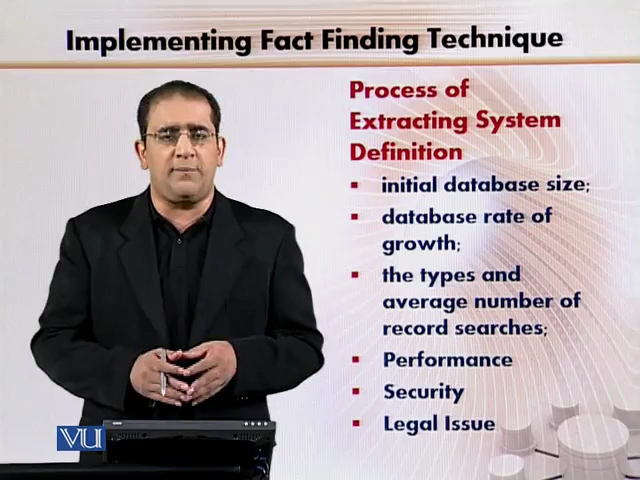 Implementing Fact Finding Technique
Process of
Extracting System
Definition
▪ initial database size;
▪ database rate of
growth;
▪ the types and
average number of
record searches;
▪ Performance
▪ Security
▪ Legal Issue
VU